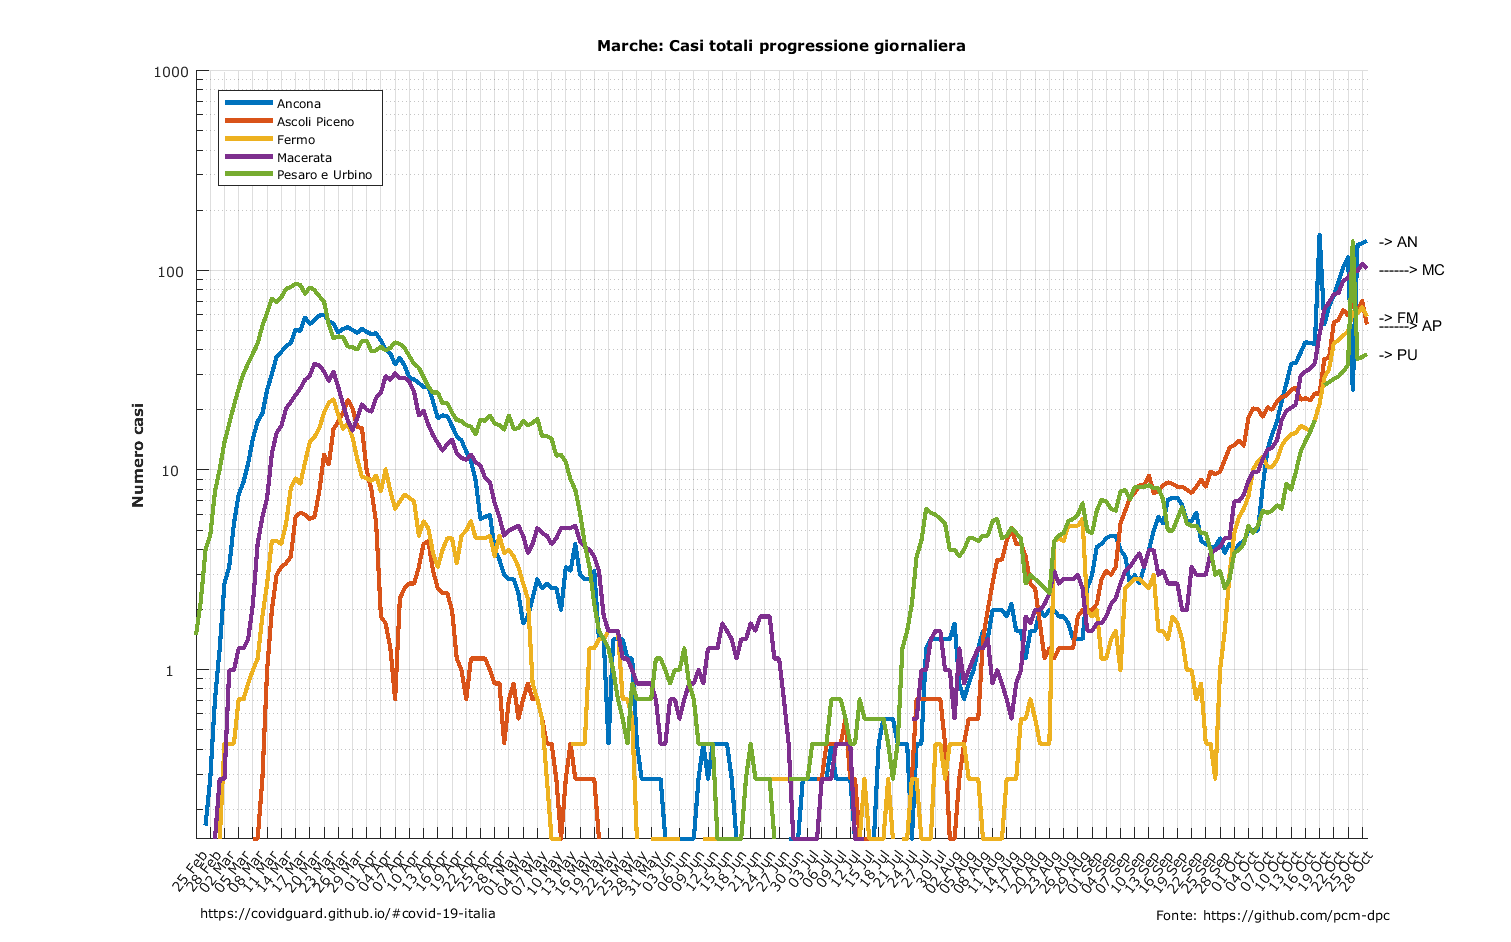 Marche: Casi totali progressione giornaliera
1000
100
10
1
Numero casi
Ancona
Ascoli Piceno
Fermo
Macerata
Pesaro e Urbino
-> AN
------> MC
-> FM
------> AP
-> PU
25 Feb
28 Feb
02 Mar
05 Mar
08 Mar
11 Mar
14 Mar
17 Mar
20 Mar
23 Mar
26 Mar
29 Mar
01 Apr
04 Apr
07 Apr
10 Apr
13 Apr
16 Apr
19 Apr
22 Apr
25 Apr
28 Apr
01 May
04 May
07 May
10 May
13 May
16 May
19 May
22 May
25 May
28 May
31 May
03 Jun
06 Jun
09 Jun
12 Jun
15 Jun
18 Jun
21 Jun
24 Jun
27 Jun
30 Jun
03 Jul
06 Jul
09 Jul
12 Jul
15 Jul
18 Jul
21 Jul
24 Jul
27 Jul
30 Jul
02 Aug
05 Aug
08 Aug
11 Aug
14 Aug
17 Aug
20 Aug
23 Aug
26 Aug
29 Aug
01 Sep
04 Sep
07 Sep
10 Sep
13 Sep
16 Sep
19 Sep
22 Sep
25 Sep
28 Sep
01 Oct
04 Oct
07 Oct
10 Oct
13 Oct
16 Oct
19 Oct
22 Oct
25 Oct
28 Oct
https://covidguard.github.io/#covid-19-italia
Fonte: https://github.com/pcm-dpc